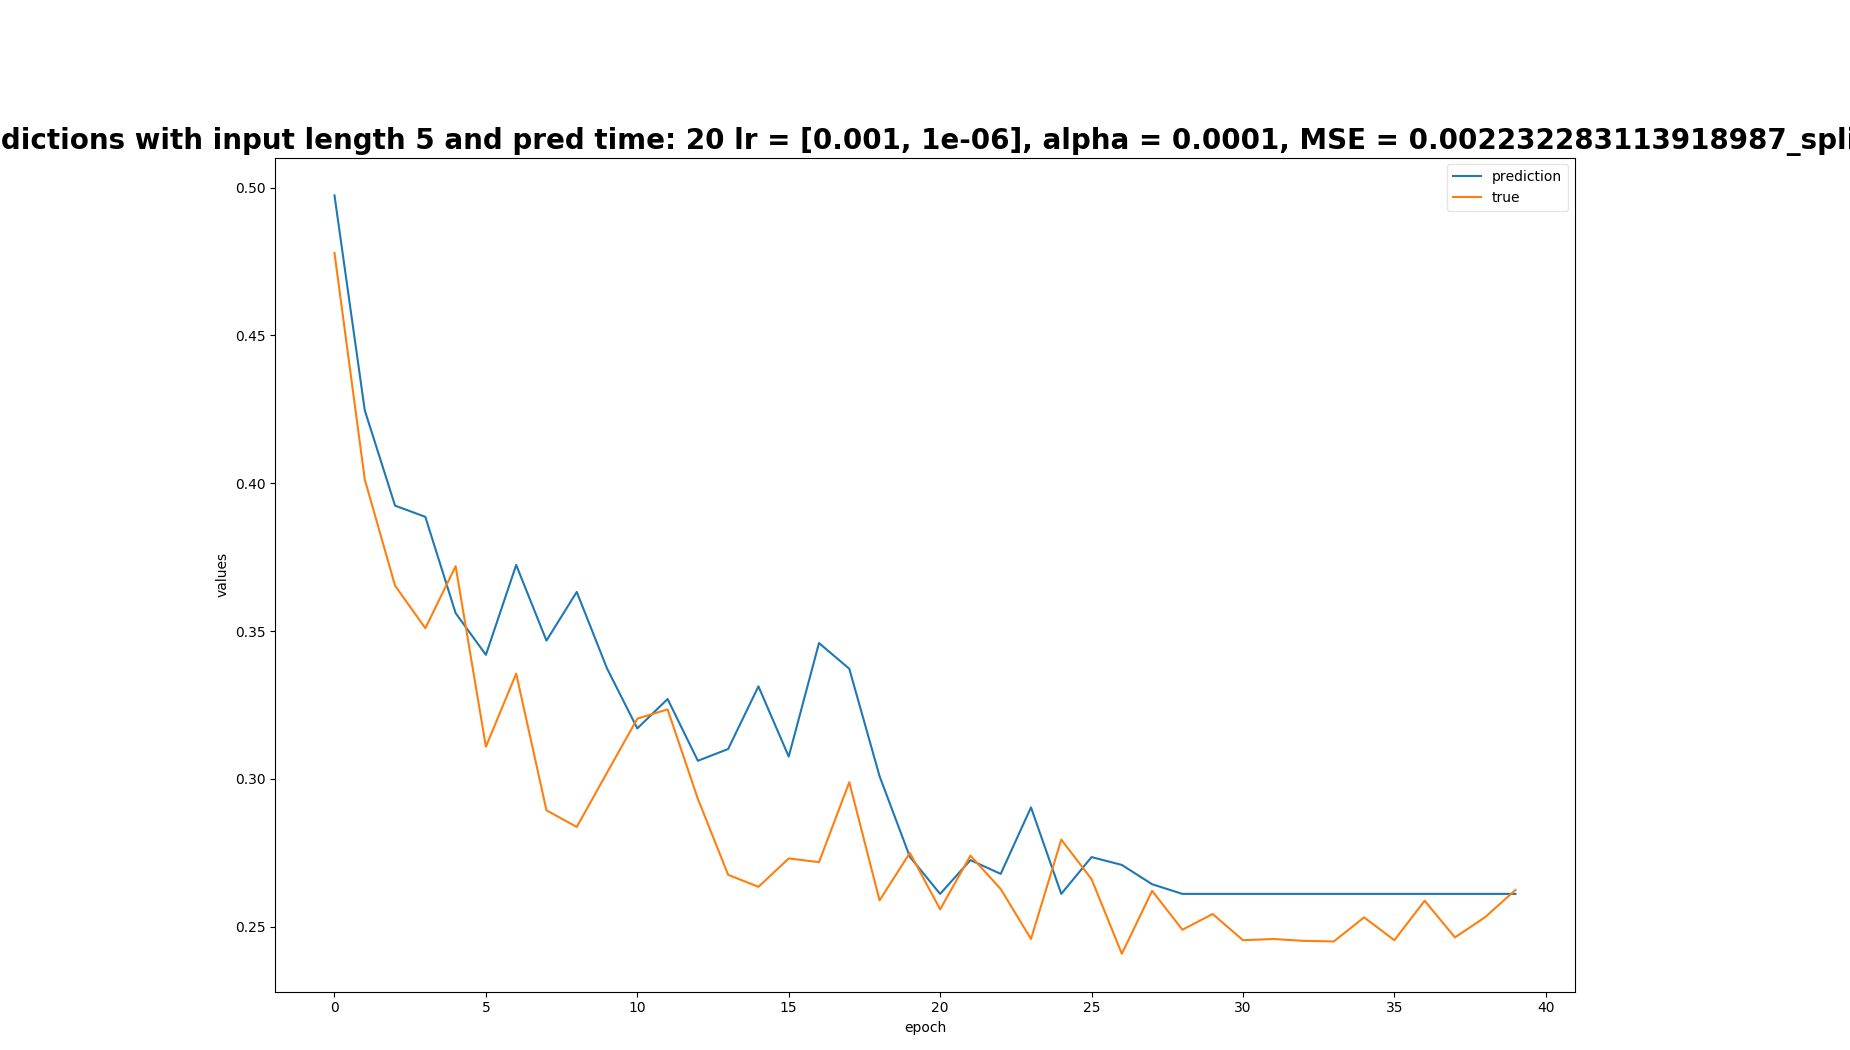 dictions with input length 5 and pred time: 20 lr = [0.001, 1e-06], alpha = 0.0001, MSE = 0.002232283113918987_spli
prediction
true
0.50
0.45
0.40
0.35
0.30
0.25
values
0 5 10 15 20 25 30 35 40
epoch